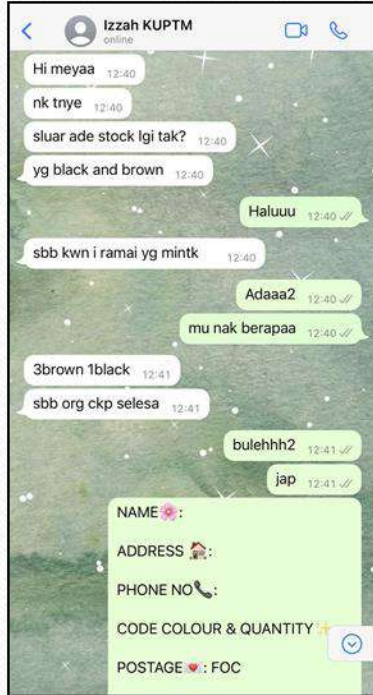 Izzah KUPTM
online
Hi meyaa 12:40
nk tnye 12:40
sluar ade stock lgi tak? 12:40
yg black and brown 12:40
Haluuu 12:40
sbb kwn i ramai yg mintk 12:40
Adaaa2 12:40
mu nak berapaa 12:40
3brown 1black 12:41
sbb org ckp selesa 12:41
bulehhh2 12:41
jap 12:41
NAME🌸:
ADDRESS 🏠:
PHONE NO📞:
CODE COLOUR & QUANTITY✨
POSTAGE💌: FOC